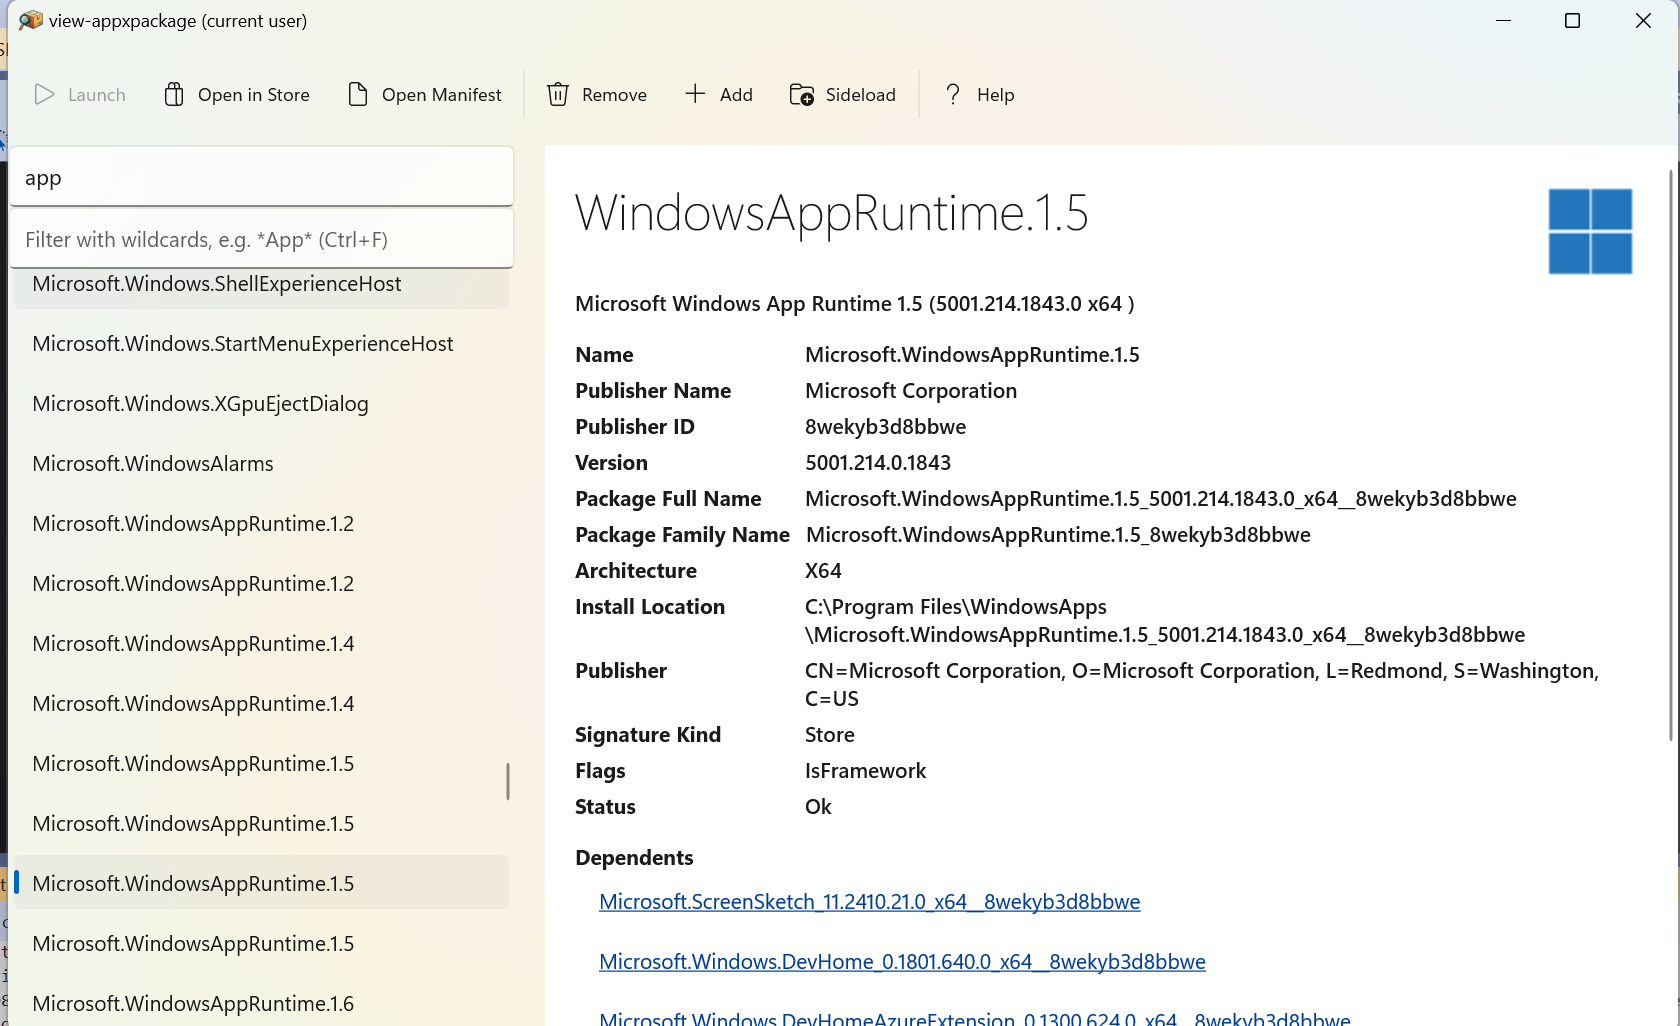 view-appxpackage (current user)
Launch
Open in Store
Open Manifest
Remove
Add
Sideload
? Help
app
Filter with wildcards, e.g. *App* (Ctrl+F)
Microsoft.Windows.ShellExperienceHost
Microsoft.Windows.StartMenuExperienceHost
Microsoft.Windows.XGpuEjectDialog
Microsoft.WindowsAlarms
Microsoft.WindowsAppRuntime.1.2
Microsoft.WindowsAppRuntime.1.2
Microsoft.WindowsAppRuntime.1.4
Microsoft.WindowsAppRuntime.1.4
Microsoft.WindowsAppRuntime.1.5
Microsoft.WindowsAppRuntime.1.5
Microsoft.WindowsAppRuntime.1.5
Microsoft.WindowsAppRuntime.1.5
Microsoft.WindowsAppRuntime.1.6
WindowsAppRuntime.1.5
Microsoft Windows App Runtime 1.5 (5001.214.1843.0 x64 )
Name Microsoft.WindowsAppRuntime.1.5
Publisher Name Microsoft Corporation
Publisher ID 8wekyb3d8bbwe
Version 5001.214.0.1843
Package Full Name Microsoft.WindowsAppRuntime.1.5_5001.214.1843.0_x64__8wekyb3d8bbwe
Package Family Name Microsoft.WindowsAppRuntime.1.5_8wekyb3d8bbwe
Architecture X64
Install Location C:\Program Files\WindowsApps
\Microsoft.WindowsAppRuntime.1.5_5001.214.1843.0_x64__8wekyb3d8bbwe
Publisher CN=Microsoft Corporation, O=Microsoft Corporation, L=Redmond, S=Washington,
C=US
Signature Kind Store
Flags IsFramework
Status Ok
Dependents
Microsoft.ScreenSketch_11.2410.21.0_x64__8wekyb3d8bbwe
Microsoft.Windows.DevHome_0.1801.640.0_x64__8wekyb3d8bbwe
Microsoft.Windows.DevHomeAzureExtension_0.1300.624.0_x64__8wekyb3d8bbwe